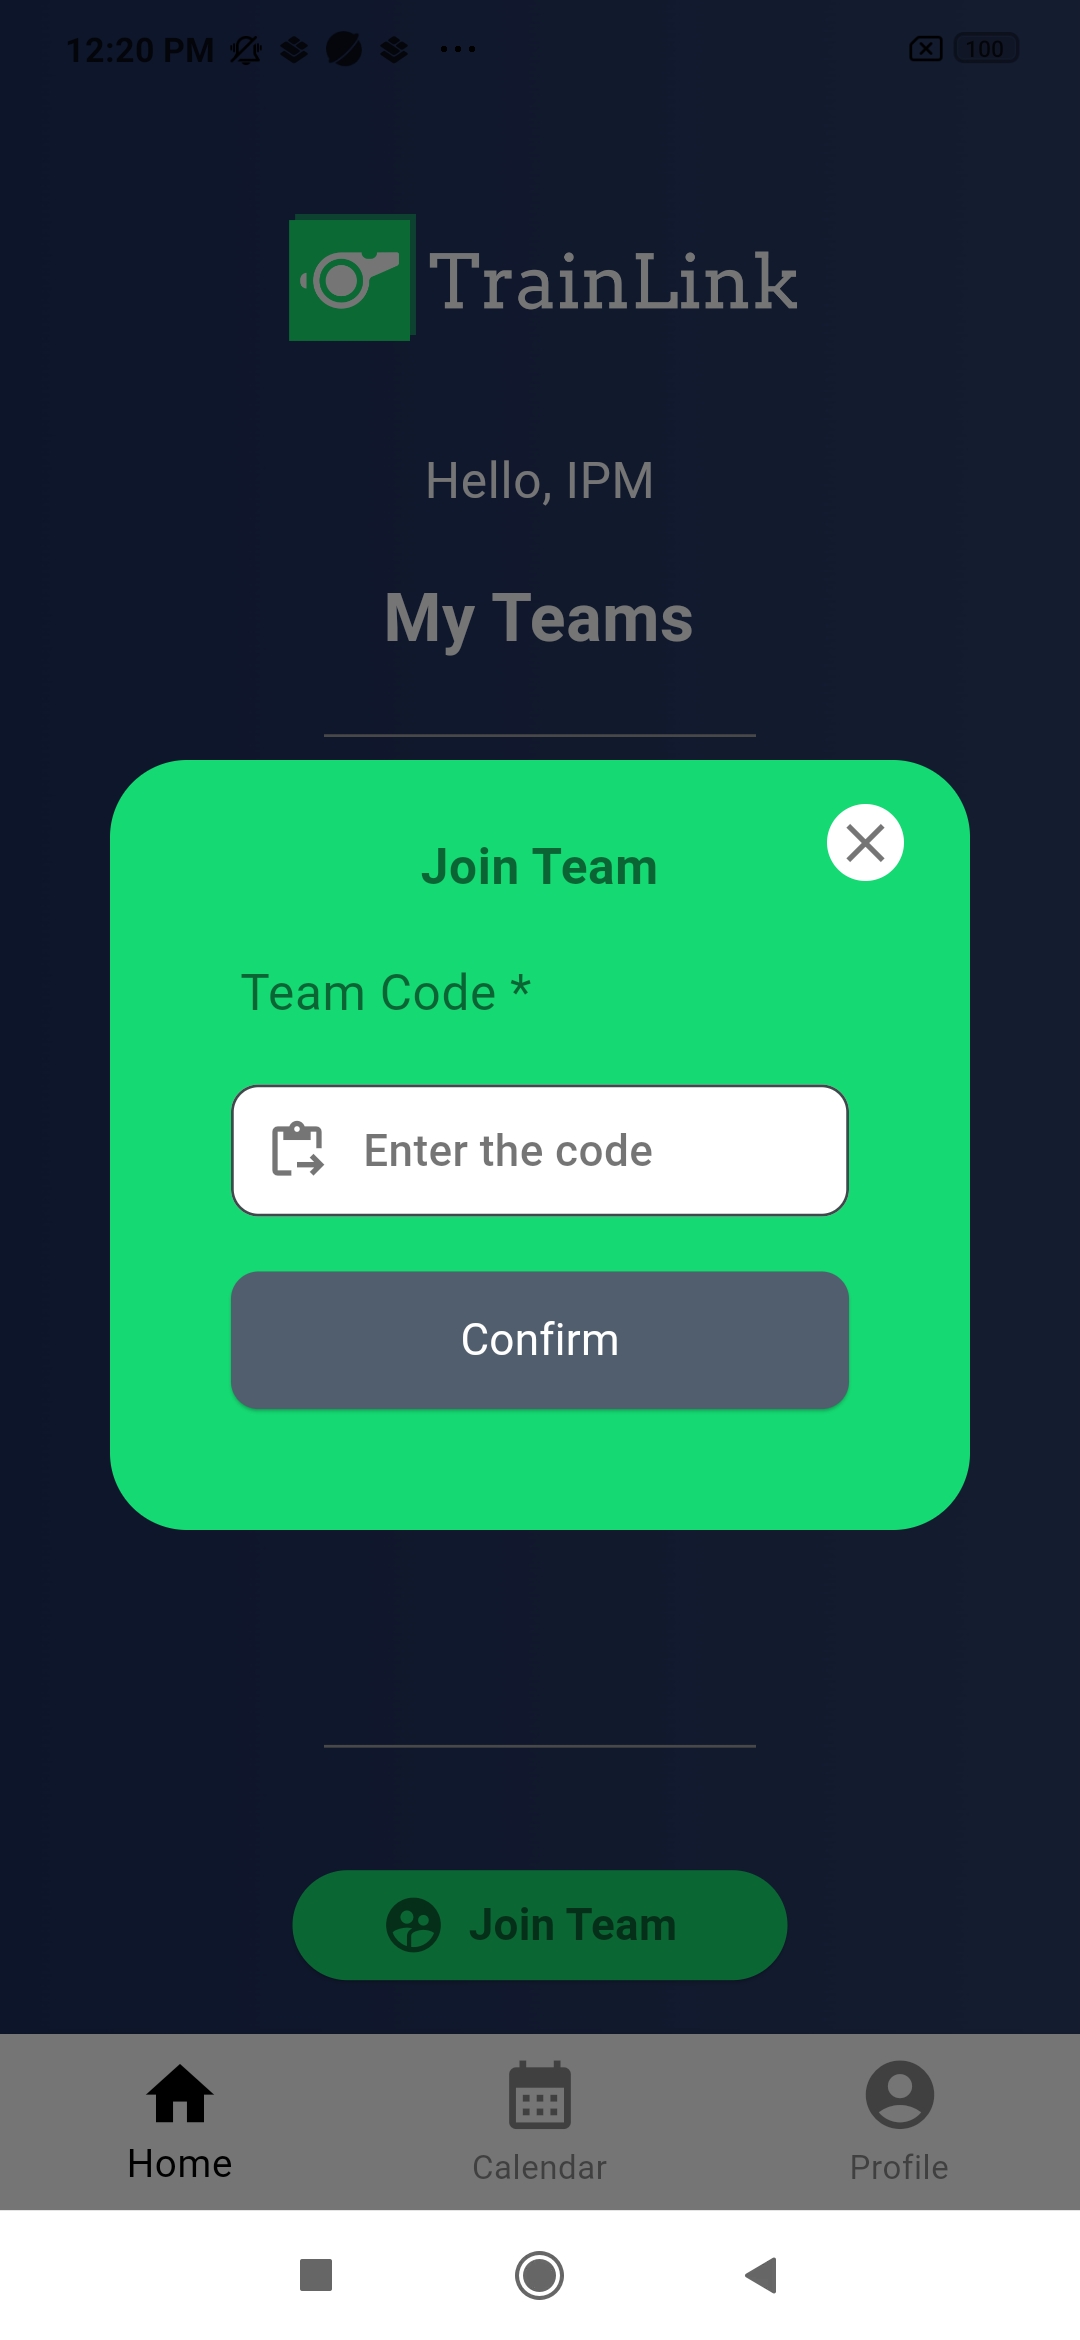 12:20 PM 100
TrainLink
Hello, IPM
My Teams
Join Team
Team Code *
Enter the code
Confirm
Join Team
Home Calendar Profile